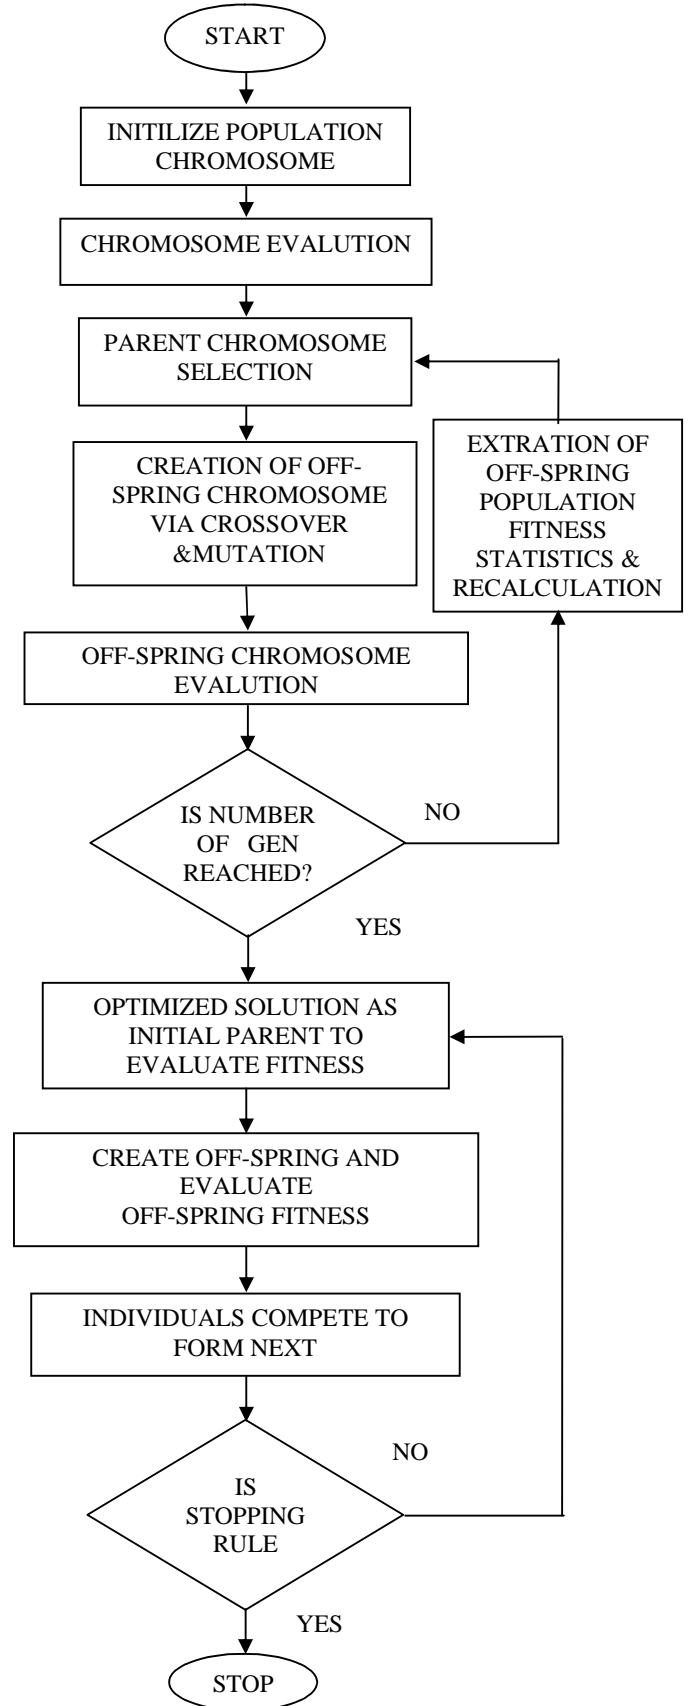 START
INITILIZE POPULATION
CHROMOSOME
CHROMOSOME EVALUTION
PARENT CHROMOSOME
SELECTION
CREATION OF OFF-
SPRING CHROMOSOME
VIA CROSSOVER
&MUTATION
EXTRATION OF
OFF-SPRING
POPULATION
FITNESS
STATISTICS &
RECALCULATION
OFF-SPRING CHROMOSOME
EVALUTION
IS NUMBER
OF GEN
REACHED?
NO
YES
OPTIMIZED SOLUTION AS
INITIAL PARENT TO
EVALUATE FITNESS
CREATE OFF-SPRING AND
EVALUATE
OFF-SPRING FITNESS
INDIVIDUALS COMPETE TO
FORM NEXT
IS
STOPPING
RULE
NO
YES
STOP